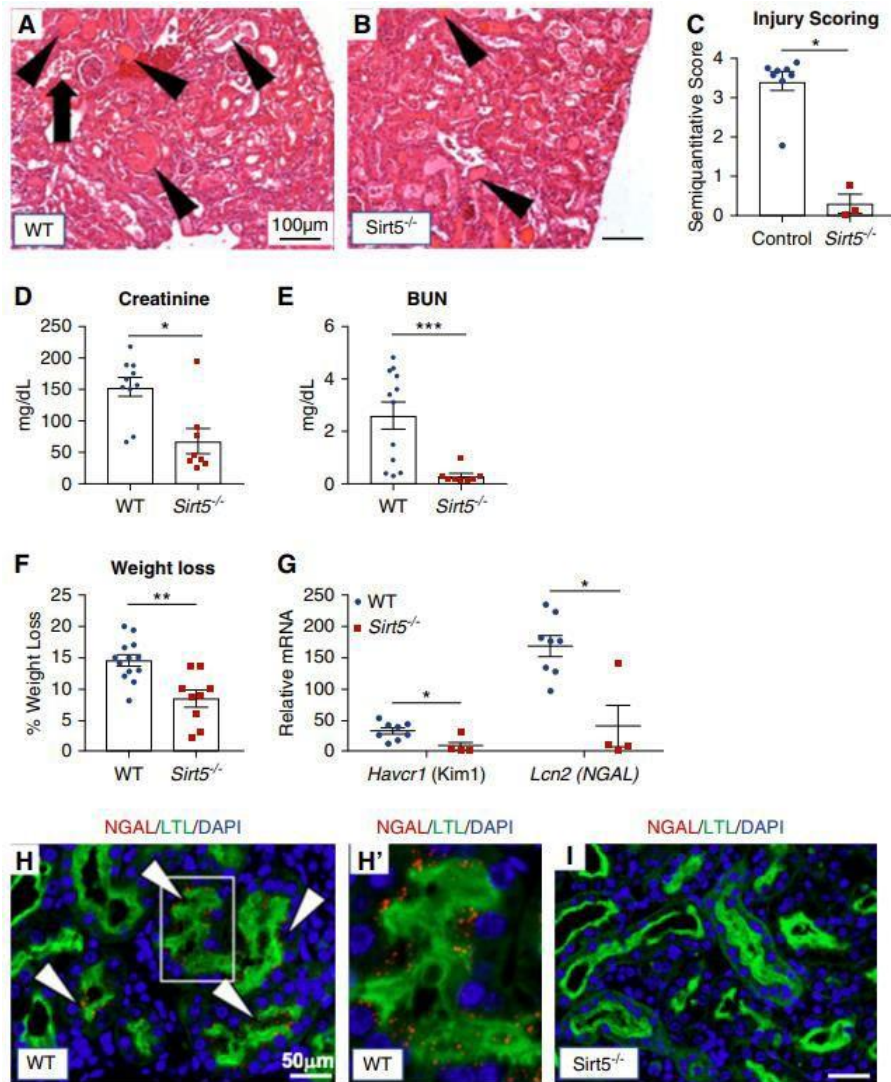 A
WT
100μm
B
Sirt5-/-
C
Injury Scoring
*
Semiquantitative Score
4
3
2
1
0
Control Sirt5-/-
D
Creatinine
*
mg/dL
250
200
150
100
50
0
WT Sirt5-/-
E
BUN
***
mg/dL
6
4
2
0
WT Sirt5-/-
F
Weight loss
**
% Weight Loss
25
20
15
10
5
0
WT Sirt5-/-
G
WT
Sirt5-/-
*
*
Relative mRNA
250
200
150
100
50
0
Havcr1 (Kim1) Lcn2 (NGAL)
NGAL/LTL/DAPI
H
WT
50μm
NGAL/LTL/DAPI
H'
WT
NGAL/LTL/DAPI
I
Sirt5-/-